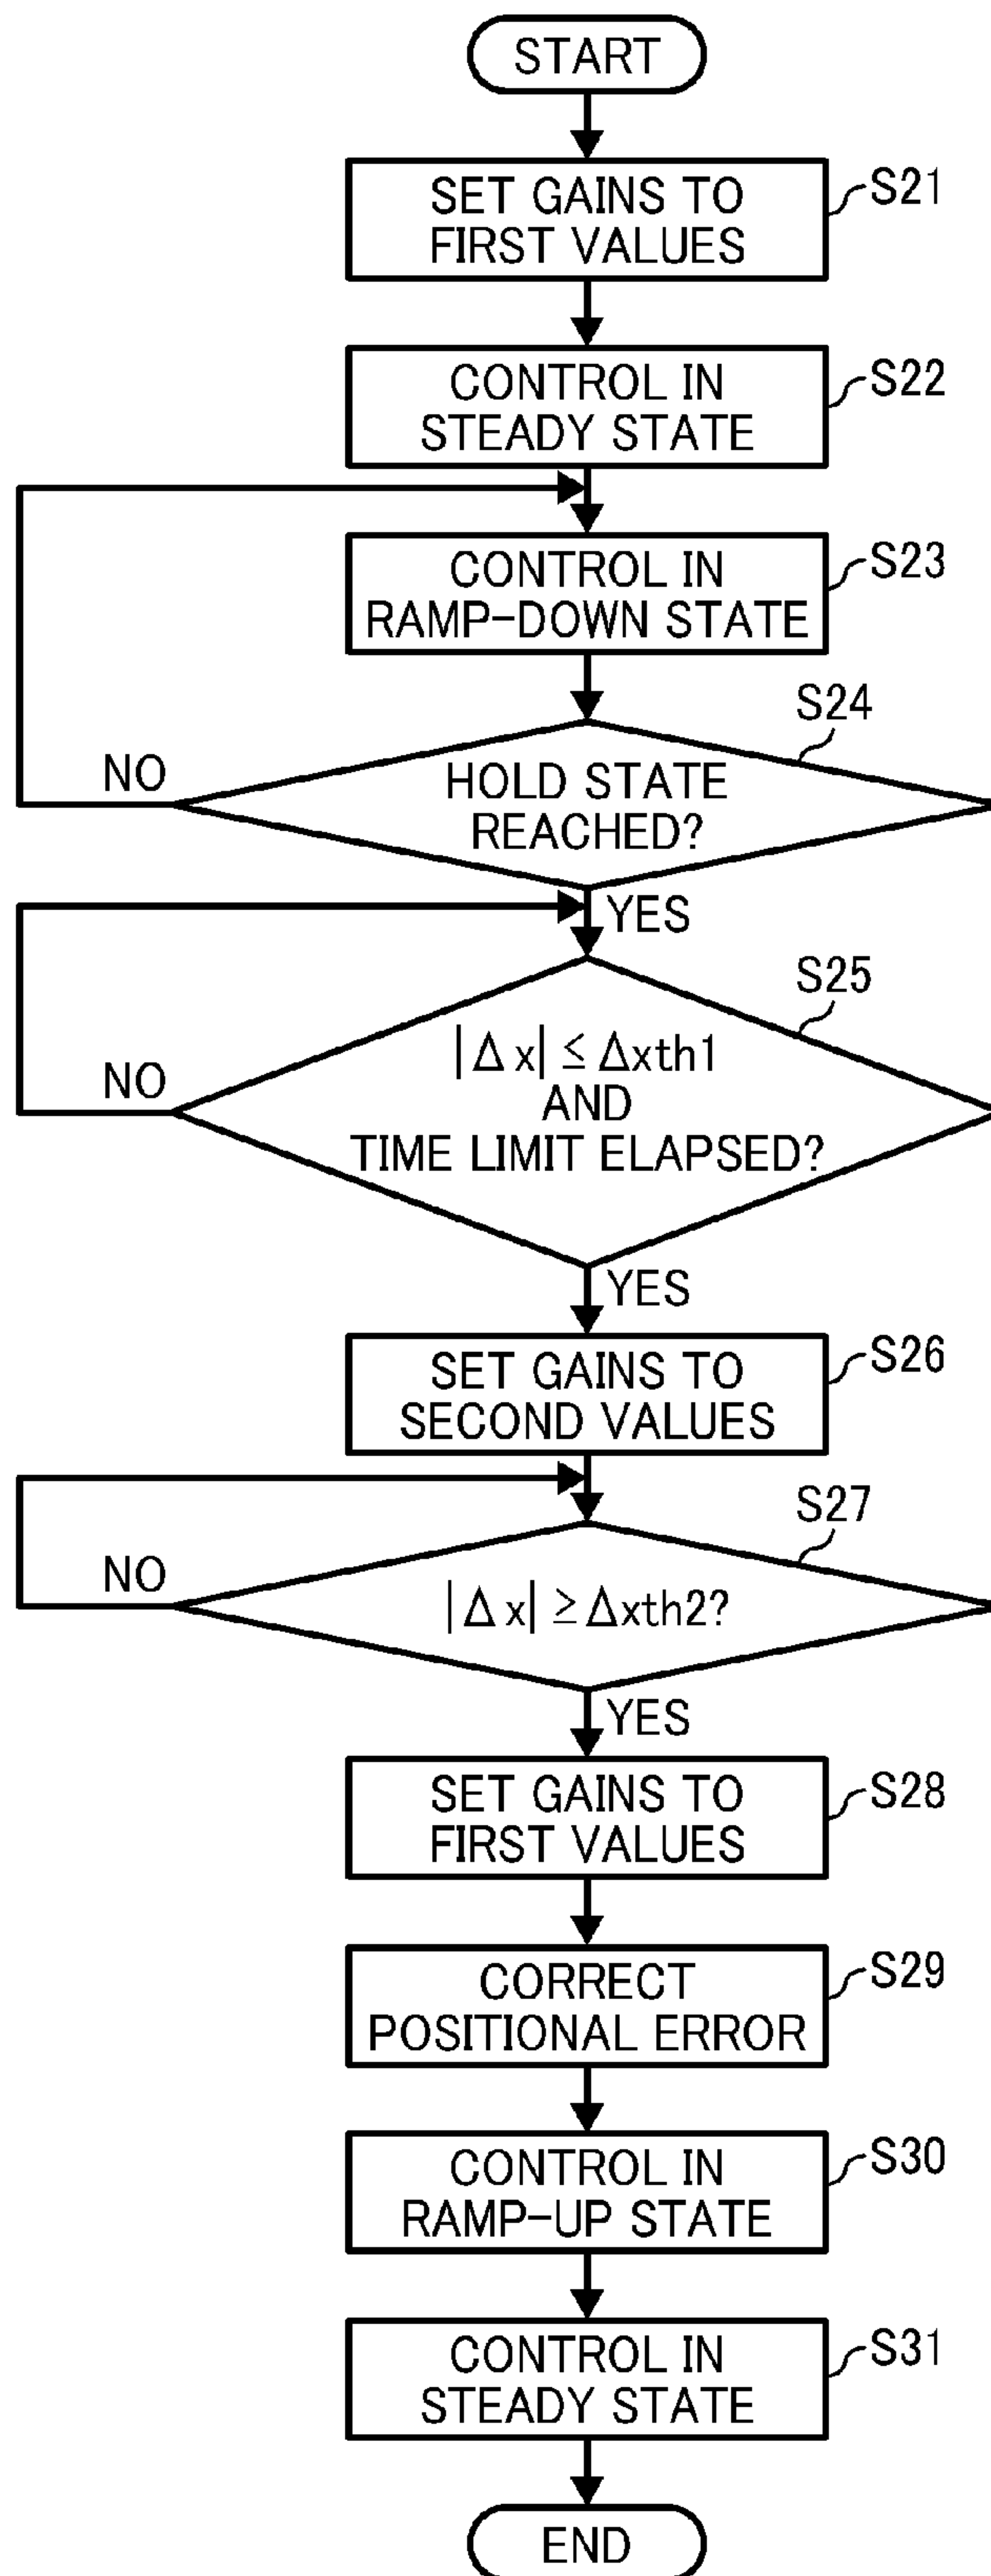 START
SET GAINS TO
FIRST VALUES
S21
CONTROL IN
STEADY STATE
S22
CONTROL IN
RAMP-DOWN STATE
S23
S24
NO
HOLD STATE
REACHED?
YES
S25
|Δx| ≤ Δxth1
NO
AND
TIME LIMIT ELAPSED?
YES
SET GAINS TO
SECOND VALUES
S26
S27
NO
|Δx| ≥ Δxth2?
YES
SET GAINS TO
FIRST VALUES
S28
CORRECT
POSITIONAL ERROR
S29
CONTROL IN
RAMP-UP STATE
S30
CONTROL IN
STEADY STATE
S31
END